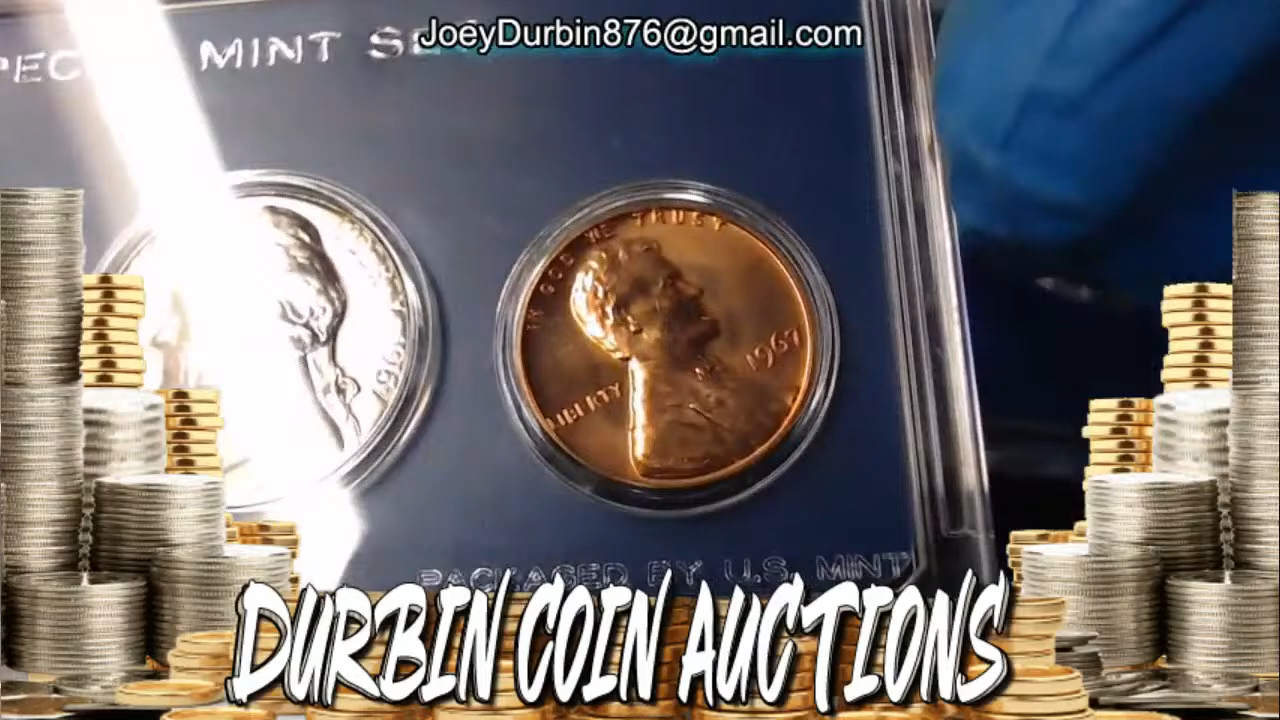 JoeyDurbin876@gmail.com
MINT
IN GOD WE TRUST
LIBERTY
1967
PACKAGED BY U.S. MINT
DURBIN COIN AUCTIONS